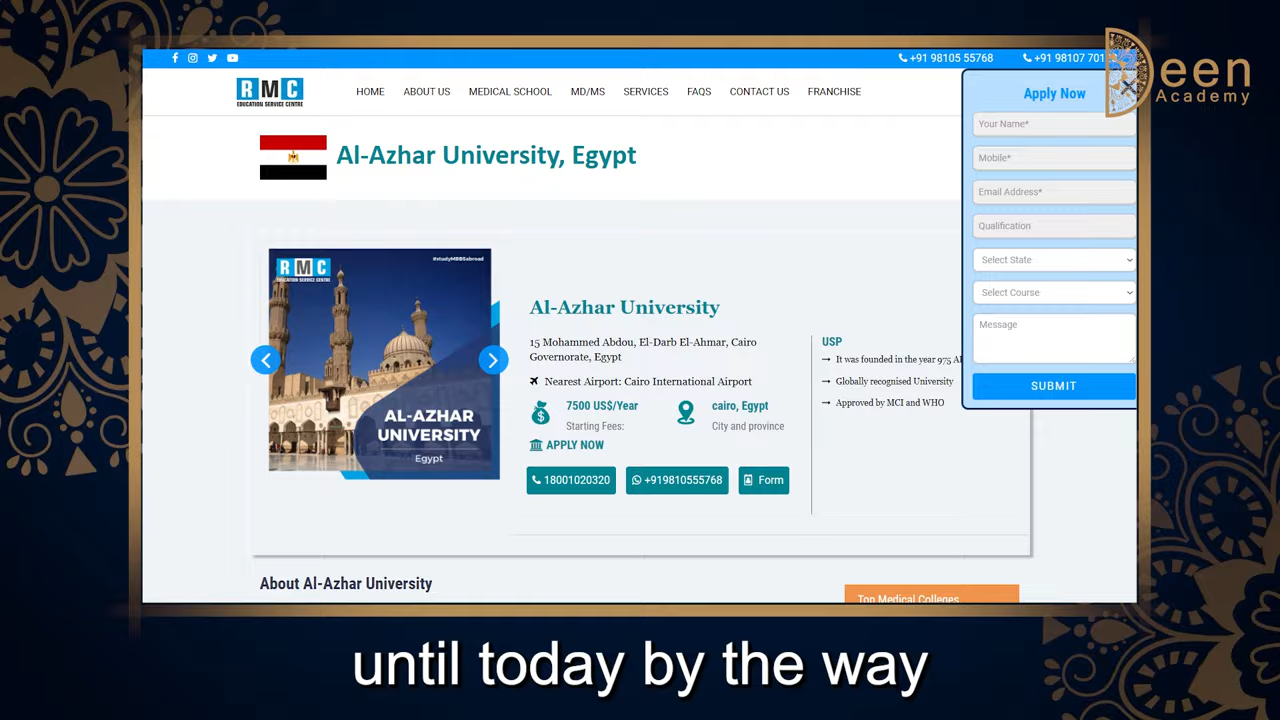 +91 98105 55768
+91 98107 701
Deen
Academy
RMC
EDUCATION SERVICE CENTRE
HOME
ABOUT US
MEDICAL SCHOOL
MD/MS
SERVICES
FAQS
CONTACT US
FRANCHISE
Al-Azhar University, Egypt
Apply Now
Your Name*
Mobile*
Email Address*
Qualification
Select State
Select Course
Message
SUBMIT
RMC
EDUCATION SERVICE CENTRE
#studyMBBSabroad
AL-AZHAR
UNIVERSITY
Egypt
Al-Azhar University
15 Mohammed Abdou, El-Darb El-Ahmar, Cairo
Governorate, Egypt
Nearest Airport: Cairo International Airport
7500 US$/Year
Starting Fees:
cairo, Egypt
City and province
APPLY NOW
18001020320
+919810555768
Form
USP
It was founded in the year 975
Globally recognised University
Approved by MCI and WHO
About Al-Azhar University
Top Medical Colleges
until today by the way